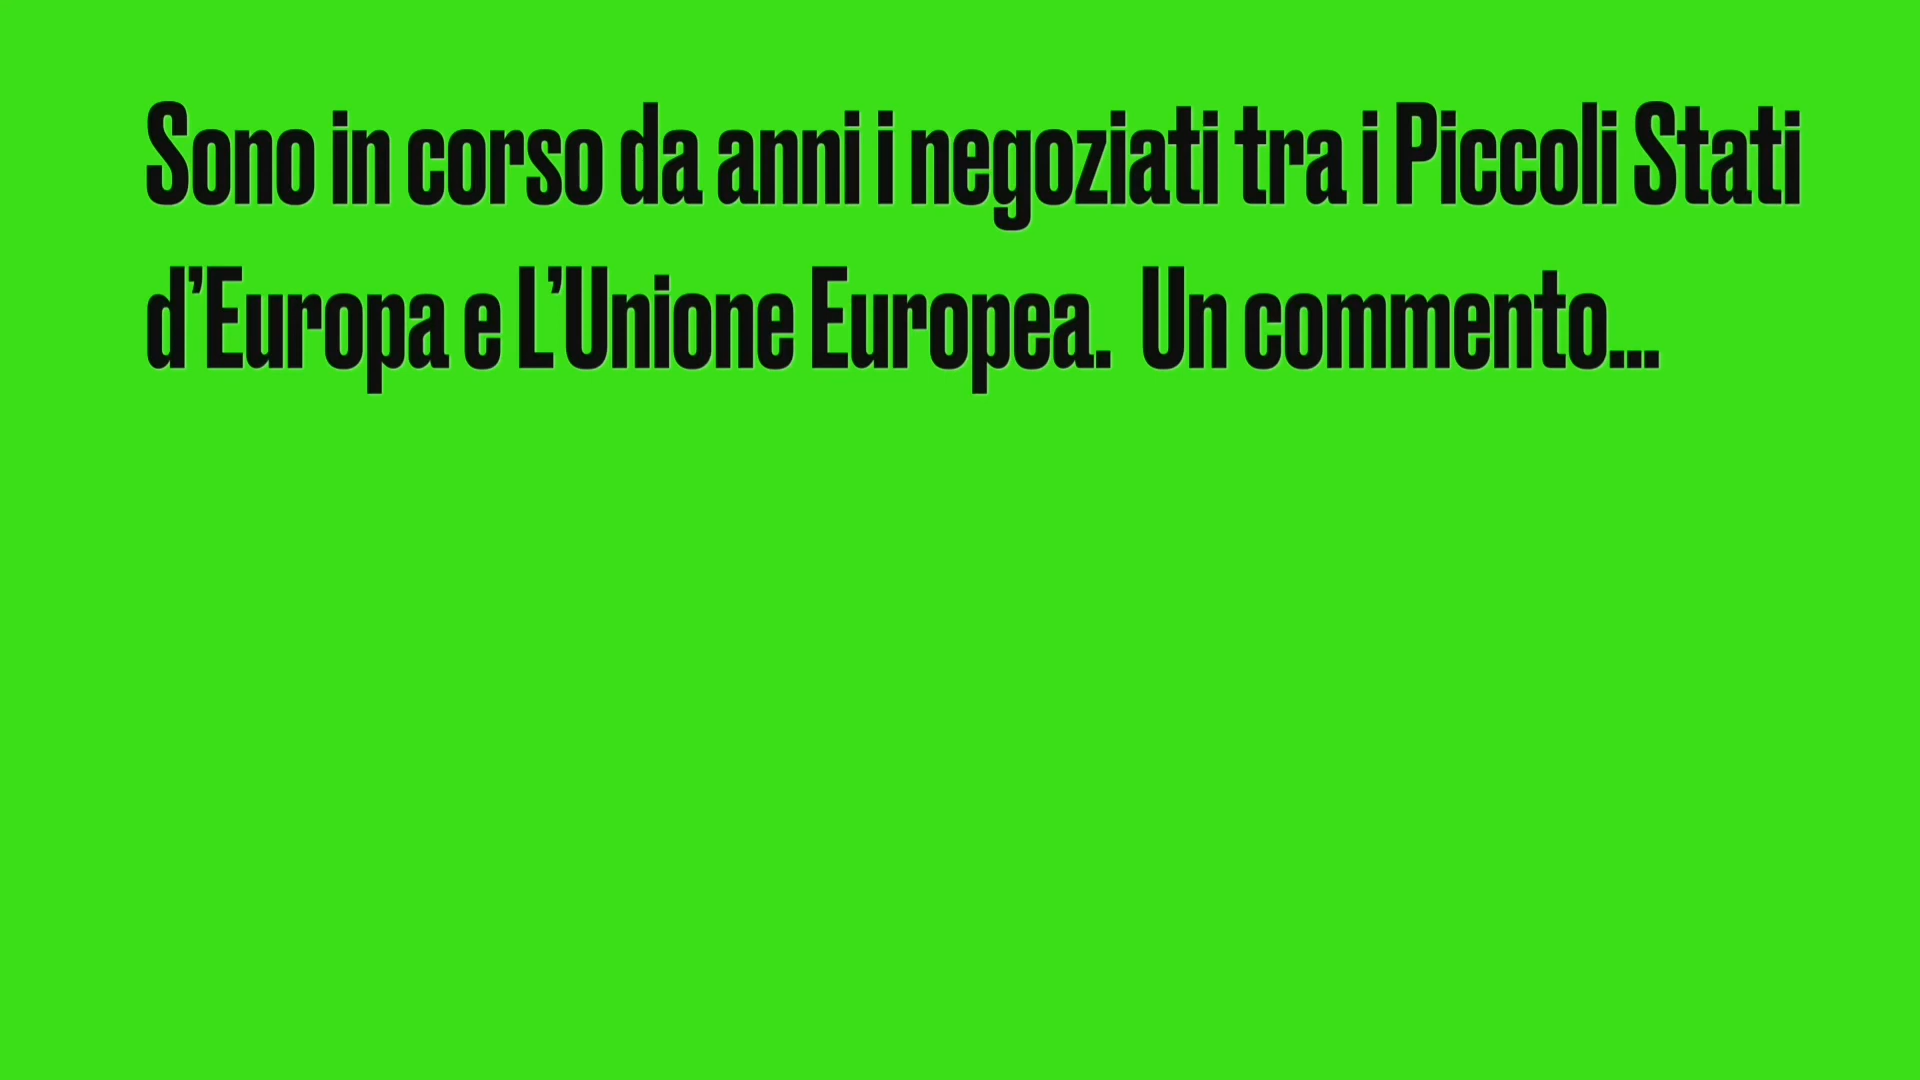 Sono in corso da anni i negoziati tra i Piccoli Stati
d’Europa e L’Unione Europea.  Un commento...